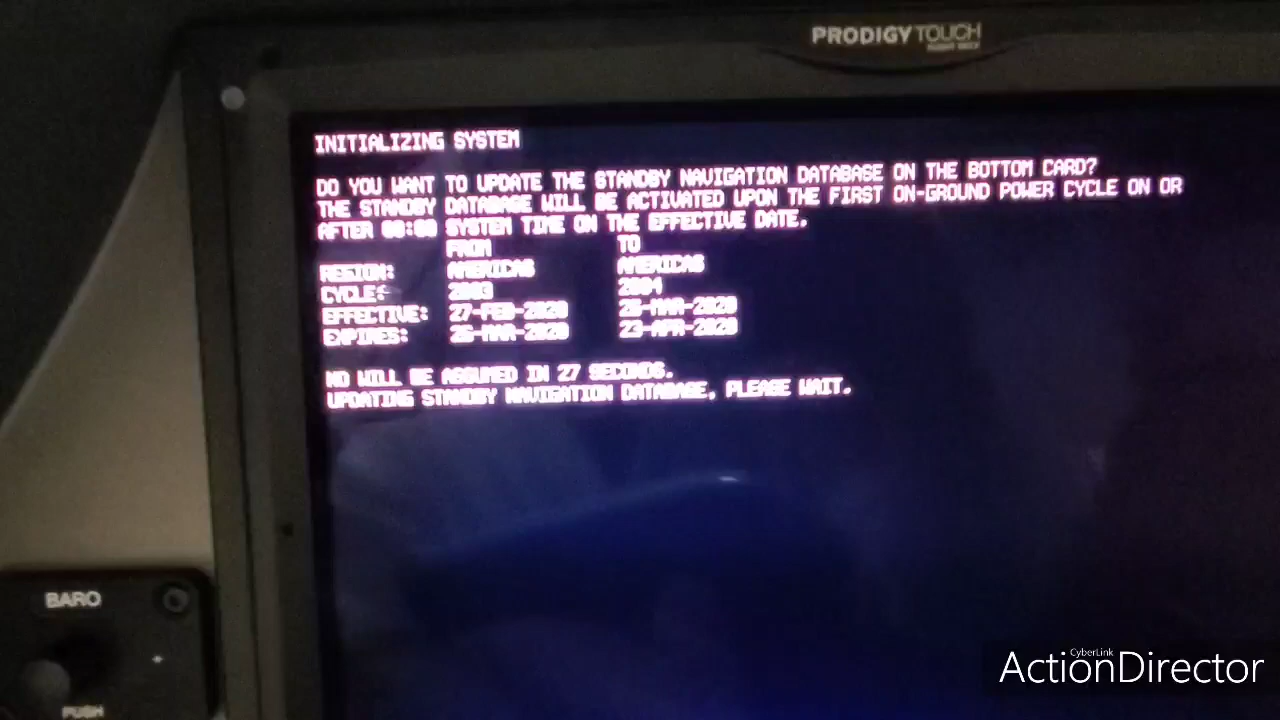 PRODIGY TOUCH
INITIALIZING SYSTEM
DO YOU WANT TO UPDATE THE STANDBY NAVIGATION DATABASE ON THE BOTTOM CARD?
THE STANDBY DATABASE WILL BE ACTIVATED UPON THE FIRST ON-GROUND POWER CYCLE ON OR
AFTER 00:00 SYSTEM TIME ON THE EFFECTIVE DATE.
FROM TO
REGION: AMERICAS AMERICAS
CYCLE: 2003 2004
EFFECTIVE: 27-FEB-2020 26-MAR-2020
EXPIRES: 26-MAR-2020 23-APR-2020
NO WILL BE ASSUMED IN 27 SECONDS.
UPDATING STANDBY NAVIGATION DATABASE, PLEASE WAIT.
BARO
PUSH
CyberLink
ActionDirector